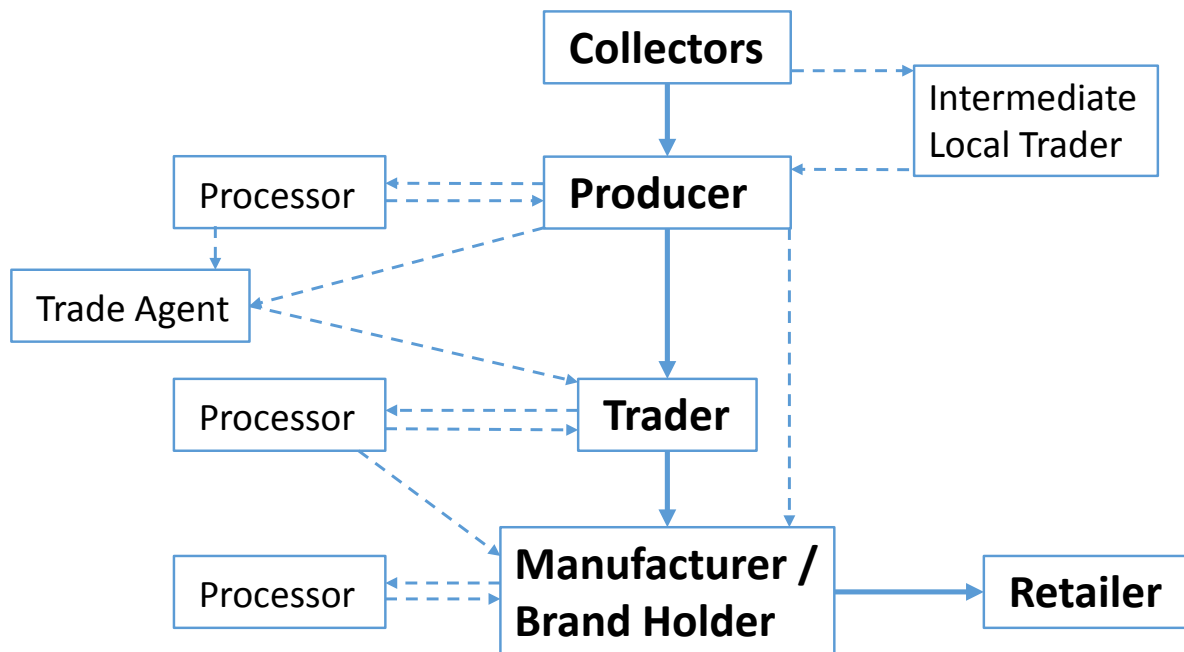 Collectors
Intermediate
Local Trader
Processor
Producer
Trade Agent
Processor
Trader
Processor
Manufacturer /
Brand Holder
Retailer